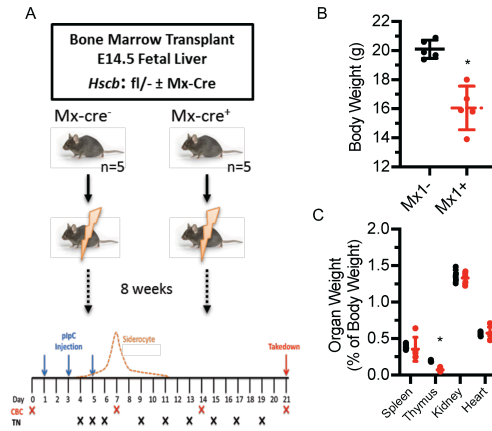 A
Bone Marrow Transplant
E14.5 Fetal Liver
Hscb: fl/- ± Mx-Cre
Mx-cre-
Mx-cre+
n=5
n=5
8 weeks
pIpC
Injection
Siderocyte
Takedown
Day 0 1 2 3 4 5 6 7 8 9 10 11 12 13 14 15 16 17 18 19 20 21
CBC X X X X
TN X X X X X X X X
B
Body Weight (g)
22
20
18
16
14
12
*
Mx1-
Mx1+
C
Organ Weight
(% of Body Weight)
2.0
1.5
1.0
0.5
0.0
*
Spleen
Thymus
Kidney
Heart